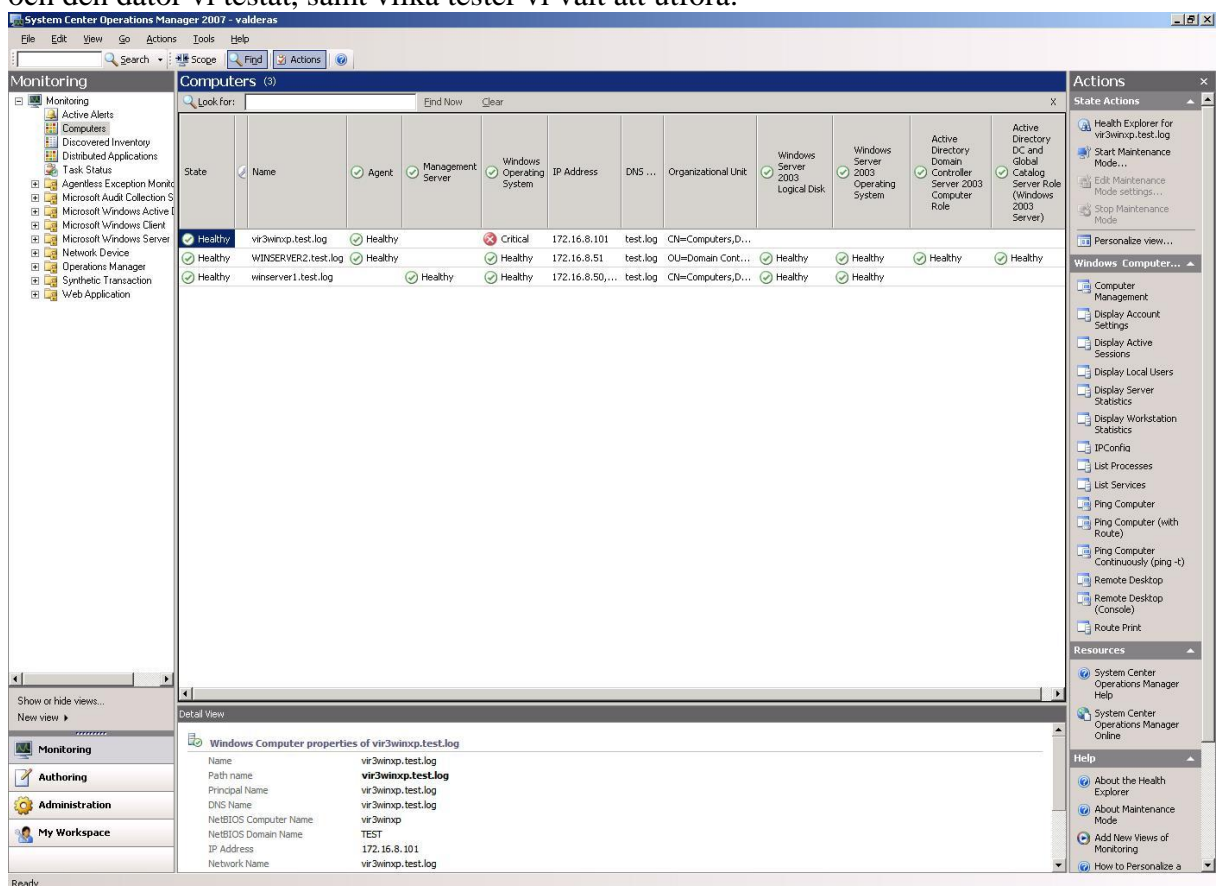 och den dator vi testat, samt vilka tester vi valt att utföra.
System Center Operations Manager 2007 - valderas
File Edit View Go Actions Tools Help
Search Scope Find Actions
Monitoring
Monitoring
Active Alerts
Computers
Discovered Inventory
Distributed Applications
Task Status
Agentless Exception Monito
Microsoft Audit Collection S
Microsoft Windows Active D
Microsoft Windows Client
Microsoft Windows Server
Network Device
Operations Manager
Synthetic Transaction
Web Application
Show or hide views...
New view
Monitoring
Authoring
Administration
My Workspace
Computers (3)
Look for: Find Now Clear X
State
Name
Agent
Management
Server
Windows
Operating
System
IP Address
DNS ...
Organizational Unit
Windows
Server
2003
Logical Disk
Windows
Server
2003
Operating
System
Active
Directory
Domain
Controller
Server 2003
Computer
Role
Active
Directory
DC and
Global
Catalog
Server Role
(Windows
2003
Server)
Healthy vir3winxp.test.log Healthy Critical 172.16.8.101 test.log CN=Computers,D...
Healthy WINSERVER2.test.log Healthy Healthy 172.16.8.51 test.log OU=Domain Cont... Healthy Healthy Healthy Healthy
Healthy winserver1.test.log Healthy Healthy 172.16.8.50,... test.log CN=Computers,D... Healthy Healthy
Detail View
Windows Computer properties of vir3winxp.test.log
Name vir3winxp.test.log
Path name vir3winxp.test.log
Principal Name vir3winxp.test.log
DNS Name vir3winxp.test.log
NetBIOS Computer Name vir3winxp
NetBIOS Domain Name TEST
IP Address 172.16.8.101
Network Name vir3winxp.test.log
Actions x
State Actions
Health Explorer for
vir3winxp.test.log
Start Maintenance
Mode...
Edit Maintenance
Mode settings...
Stop Maintenance
Mode
Personalize view...
Windows Computer...
Computer
Management
Display Account
Settings
Display Active
Sessions
Display Local Users
Display Server
Statistics
Display Workstation
Statistics
IPConfig
List Processes
List Services
Ping Computer
Ping Computer (with
Route)
Ping Computer
Continuously (ping -t)
Remote Desktop
Remote Desktop
(Console)
Route Print
Resources
System Center
Operations Manager
Help
System Center
Operations Manager
Online
Help
About the Health
Explorer
About Maintenance
Mode
Add New Views of
Monitoring
How to Personalize a
Ready